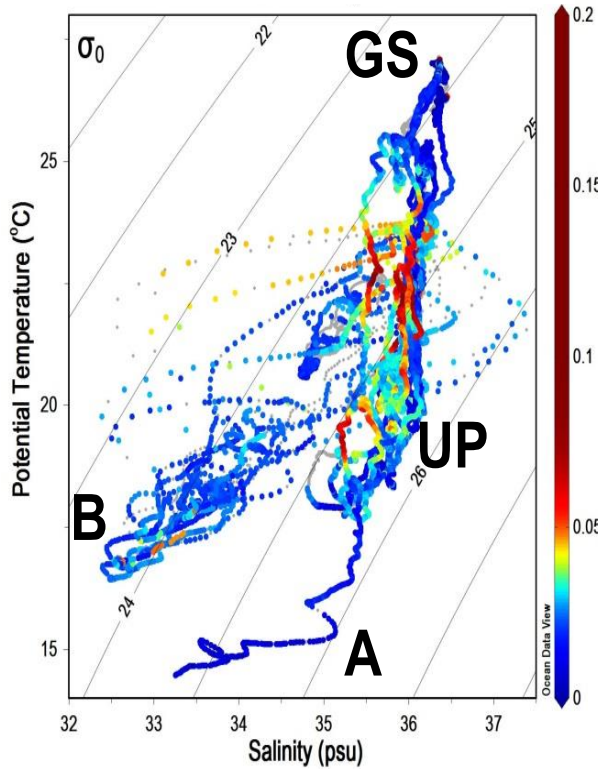 σ₀
GS
22
25
23
24
26
UP
B
A
Potential Temperature (°C)
25
20
15
32
33
34
35
36
37
Salinity (psu)
0.2
0.15
0.1
0.05
0
Ocean Data View